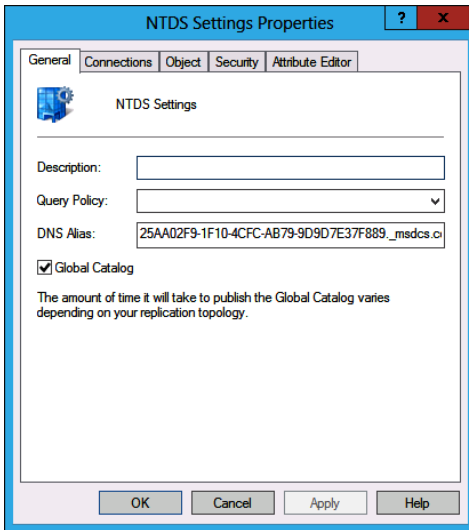 NTDS Settings Properties
?
x
General
Connections
Object
Security
Attribute Editor
NTDS Settings
Description:
Query Policy:
DNS Alias:
25AA02F9-1F10-4CFC-AB79-9D9D7E37F889._msdcs.c
Global Catalog
The amount of time it will take to publish the Global Catalog varies
depending on your replication topology.
OK
Cancel
Apply
Help